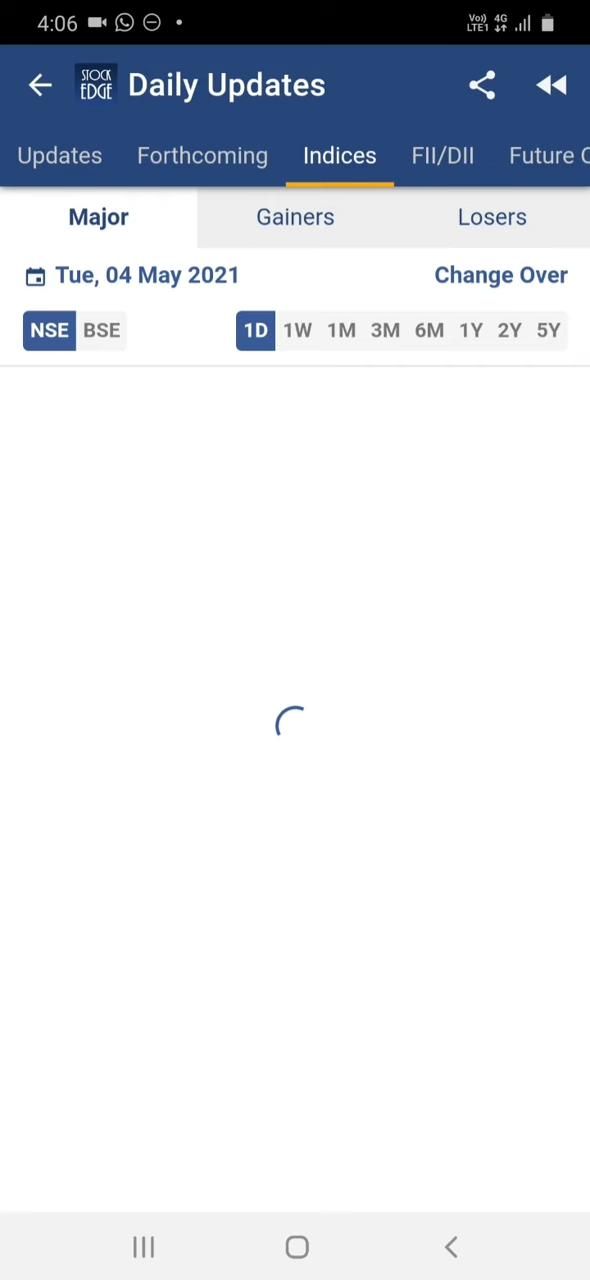 4:06 Vo)) 4G
LTE1
STOCK
EDGE
Daily Updates
Updates Forthcoming Indices FII/DII Future O
Major Gainers Losers
Tue, 04 May 2021 Change Over
NSE BSE 1D 1W 1M 3M 6M 1Y 2Y 5Y